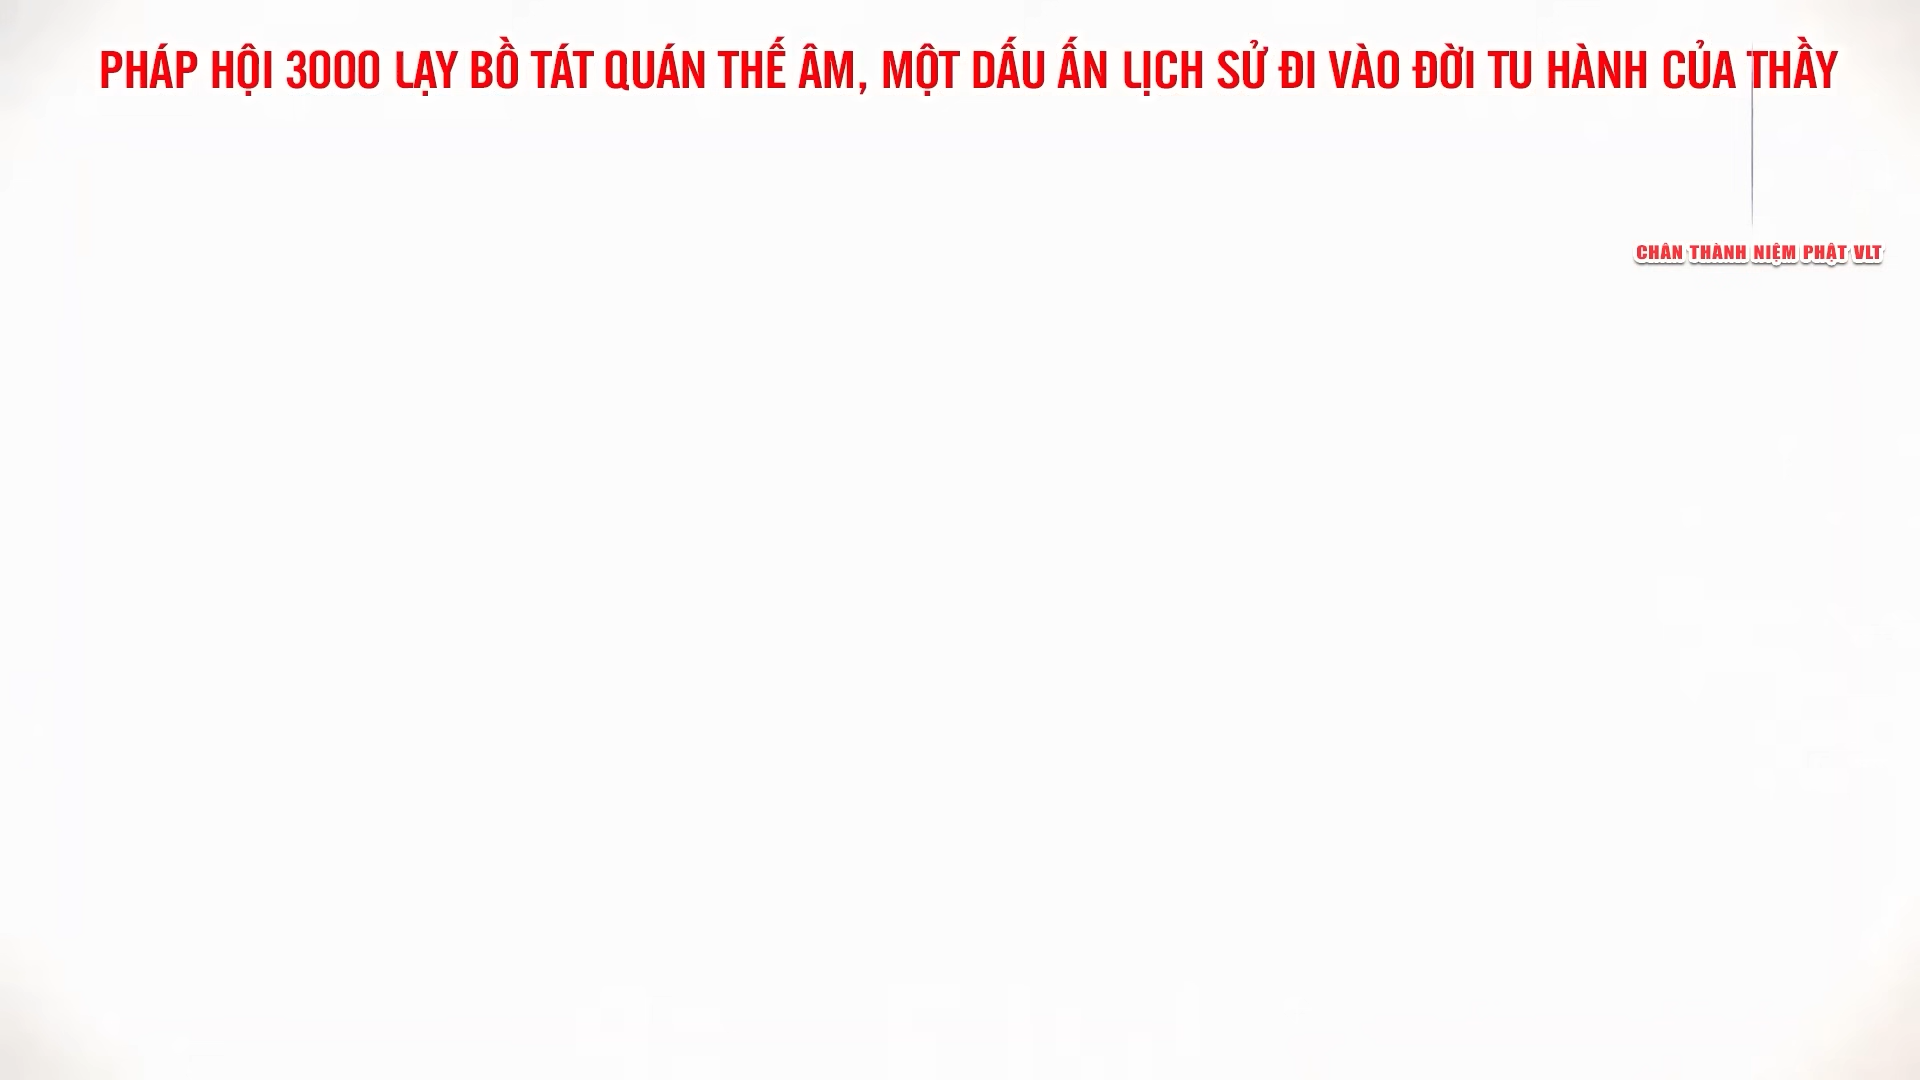 PHÁP HỘI 3000 LẠY BỒ TÁT QUÁN THẾ ÂM, MỘT DẤU ẤN LỊCH SỬ ĐI VÀO ĐỜI TU HÀNH CỦA THẦY
CHÂN THÀNH NIỆM PHẬT VLT